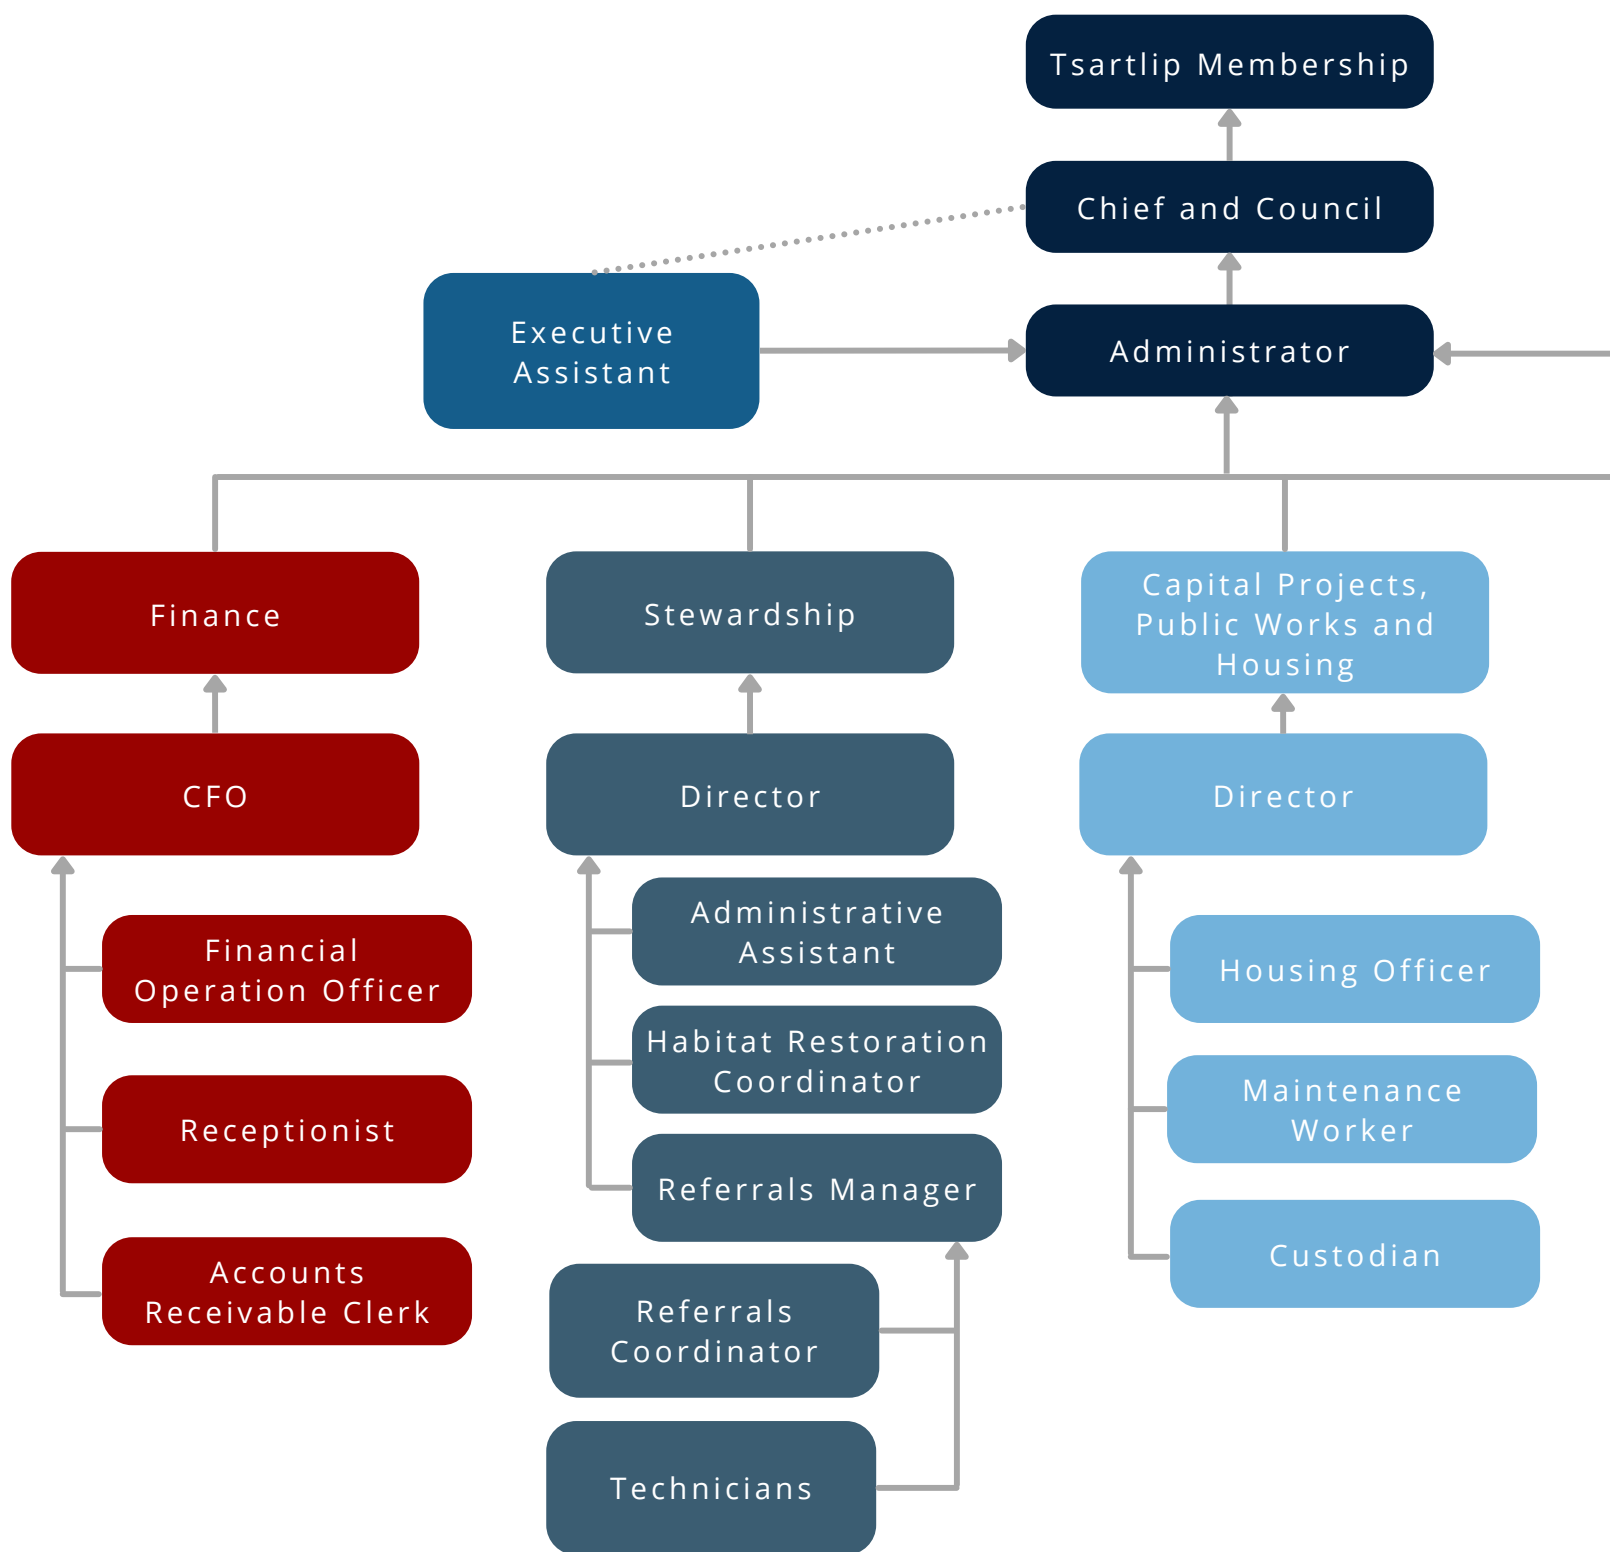 Tsartlip Membership
Chief and Council
Executive
Assistant
Administrator
Finance
Stewardship
Capital Projects,
Public Works and
Housing
CFO
Director
Director
Financial
Operation Officer
Receptionist
Accounts
Receivable Clerk
Administrative
Assistant
Habitat Restoration
Coordinator
Referrals Manager
Referrals
Coordinator
Technicians
Housing Officer
Maintenance
Worker
Custodian